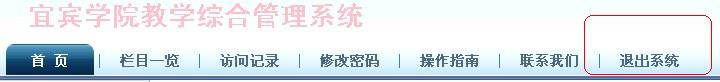 宜宾学院教学综合管理系统
首 页 | 栏目一览 | 访问记录 | 修改密码 | 操作指南 | 联系我们 | 退出系统